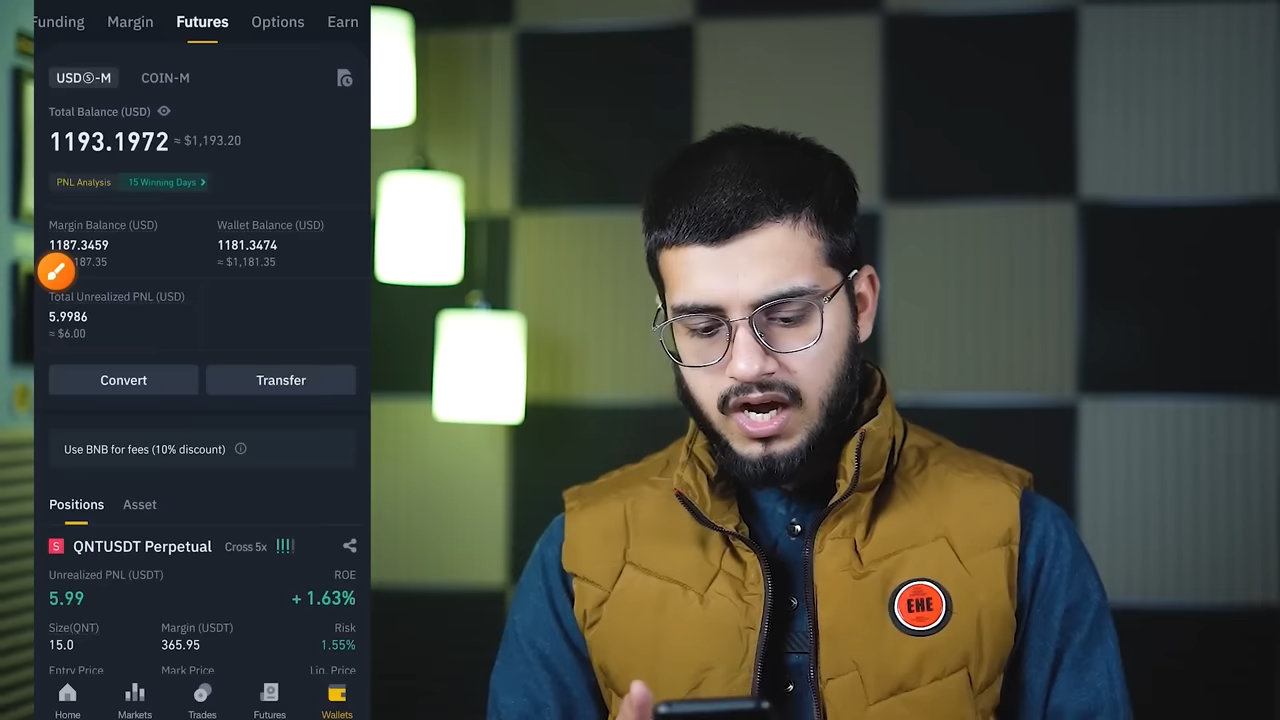 Funding Margin Futures Options Earn
USDⓈ-M COIN-M
Total Balance (USD)
1193.1972 ≈ $1,193.20
PNL Analysis 15 Winning Days >
Margin Balance (USD) Wallet Balance (USD)
1187.3459 1181.3474
187.35 ≈ $1,181.35
Total Unrealized PNL (USD)
5.9986
≈ $6.00
Convert Transfer
Use BNB for fees (10% discount)
Positions Asset
S QNTUSDT Perpetual Cross 5x
Unrealized PNL (USDT) ROE
5.99 + 1.63%
Size(QNT) Margin (USDT) Risk
15.0 365.95 1.55%
Entry Price Mark Price Liq. Price
Home Markets Trades Futures Wallets
EHE